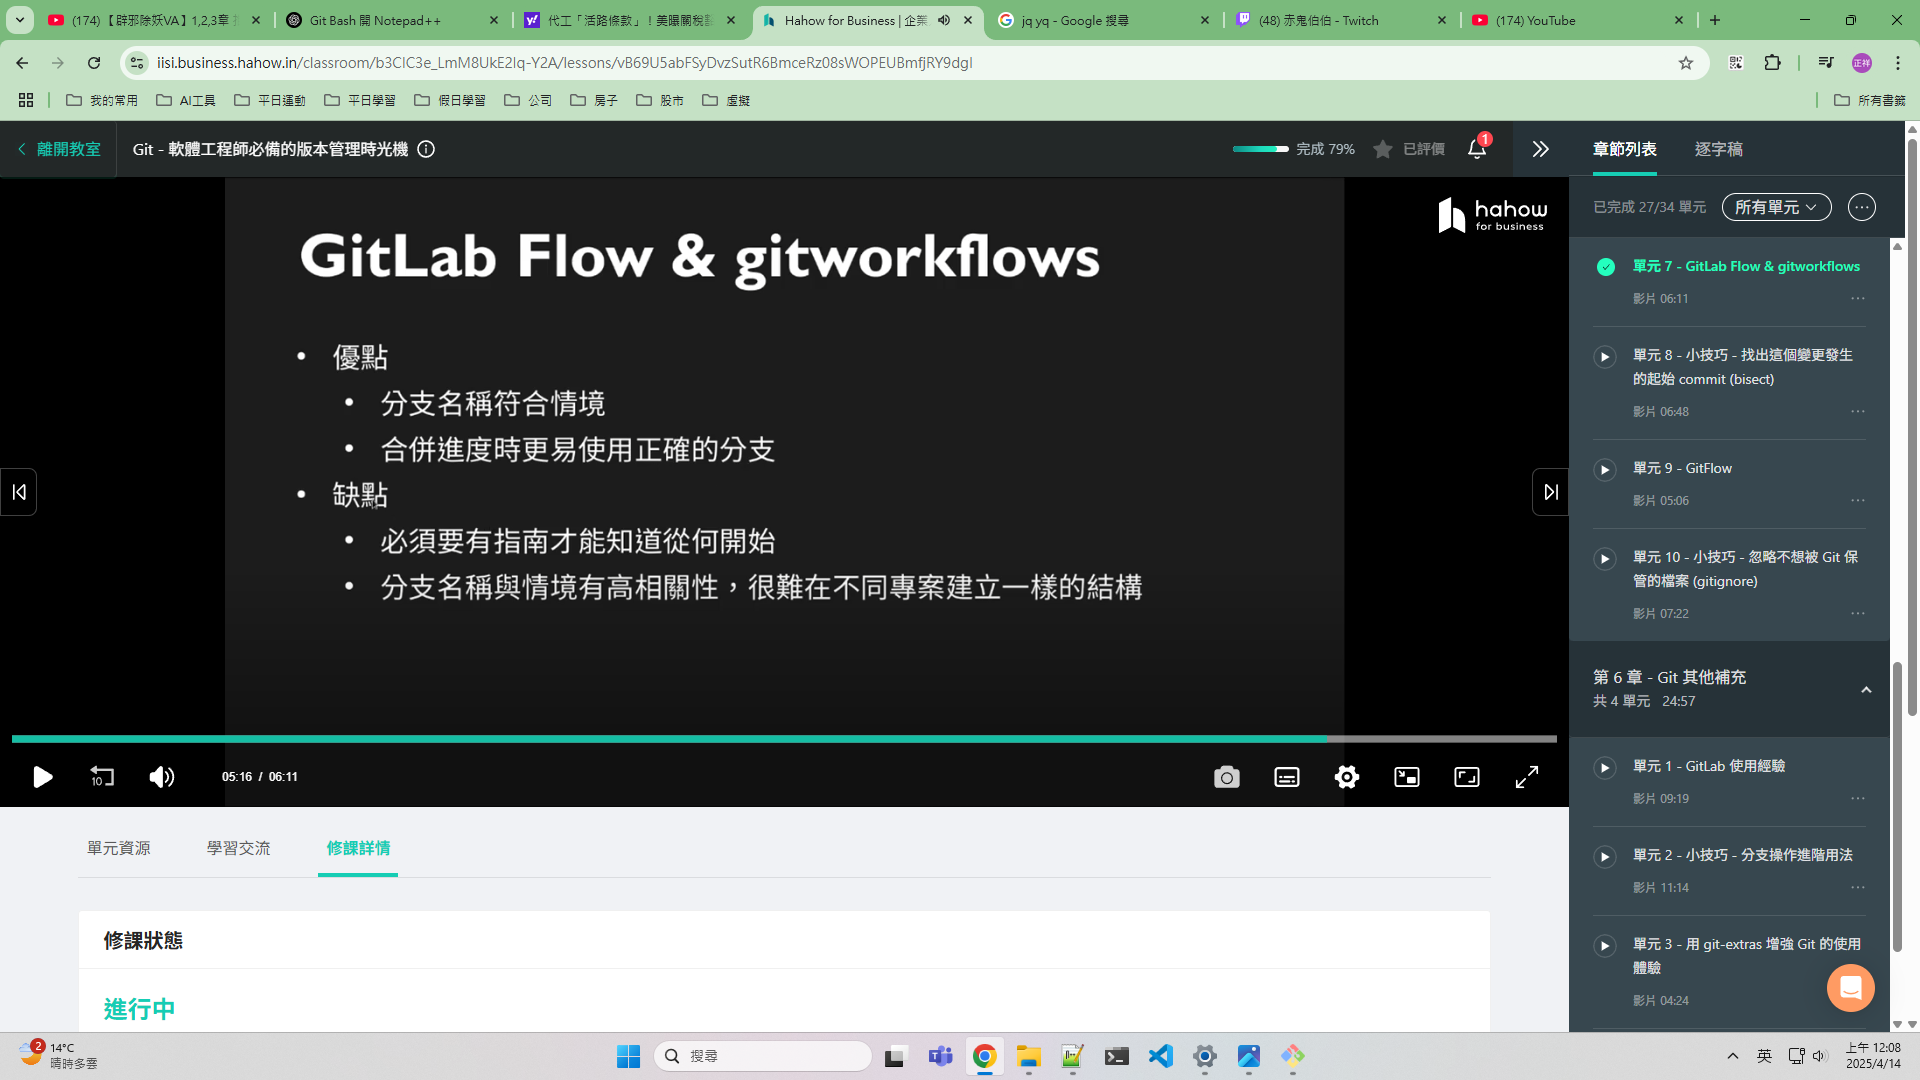 (174)【辟邪除妖VA】1,2,3章
Git Bash 開 Notepad++
代工「活路條款」！美眼關稅
Hahow for Business | 企業
jq yq - Google 搜尋
(48) 赤鬼伯伯 - Twitch
(174) YouTube
iisi.business.hahow.in/classroom/b3ClC3e_LmM8UkE2Iq-Y2A/lessons/vB69U5abFSyDvzSutR6BmceRz08sWOPEUBmfjRY9dgI
正祥
我的常用
AI工具
平日運動
平日學習
假日學習
公司
房子
股市
虛擬
所有書籤
離開教室
Git - 軟體工程師必備的版本管理時光機
完成 79%
已評價
1
章節列表
逐字稿
hahow
for business
已完成 27/34 單元
所有單元
GitLab Flow & gitworkflows
• 優點
• 分支名稱符合情境
• 合併進度時更易使用正確的分支
• 缺點
• 必須要有指南才能知道從何開始
• 分支名稱與情境有高相關性，很難在不同專案建立一樣的結構
單元 7 - GitLab Flow & gitworkflows
影片 06:11
單元 8 - 小技巧 - 找出這個變更發生
的起始 commit (bisect)
影片 06:48
單元 9 - GitFlow
影片 05:06
單元 10 - 小技巧 - 忽略不想被 Git 保
管的檔案 (gitignore)
影片 07:22
第 6 章 - Git 其他補充
共 4 單元 24:57
單元 1 - GitLab 使用經驗
影片 09:19
單元 2 - 小技巧 - 分支操作進階用法
影片 11:14
單元 3 - 用 git-extras 增強 Git 的使用
體驗
影片 04:24
10
05:16 / 06:11
單元資源
學習交流
修課詳情
修課狀態
進行中
2
14°C
晴時多雲
搜尋
英
上午 12:08
2025/4/14